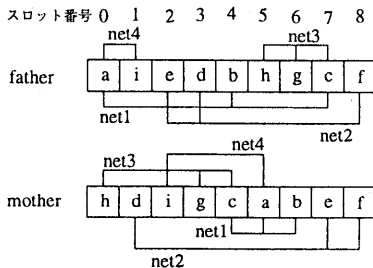 スロット番号 0 1 2 3 4 5 6 7 8
net4 net3
father a i e d b h g c f
net1 net2
net3 net4
mother h d i g c a b e f
net1
net2